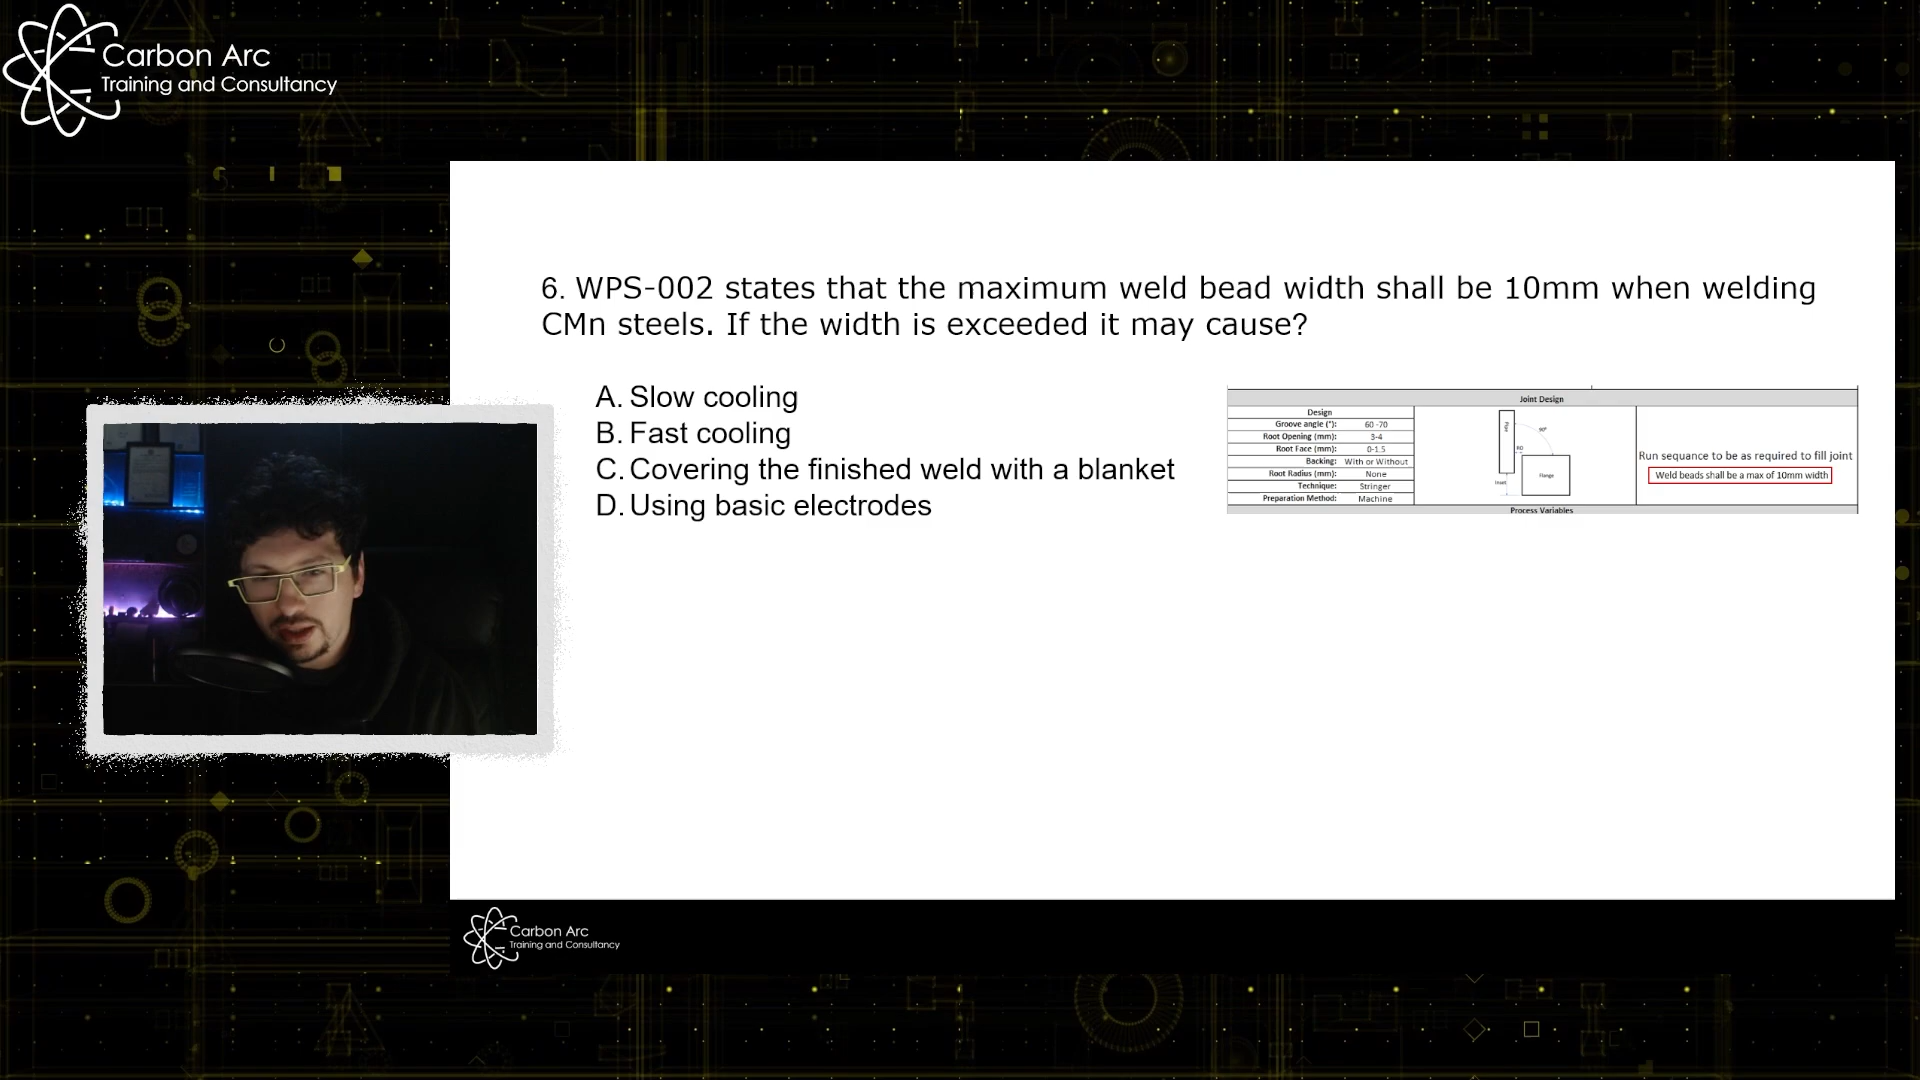 Carbon Arc
Training and Consultancy
6. WPS-002 states that the maximum weld bead width shall be 10mm when welding
CMn steels. If the width is exceeded it may cause?
A. Slow cooling
B. Fast cooling
C. Covering the finished weld with a blanket
D. Using basic electrodes
Joint Design
Design
Groove angle (°): 60 -70
Root Opening (mm): 3-4
Root Face (mm): 0-1.5
Backing: With or Without
Root Radius (mm): None
Technique: Stringer
Preparation Method: Machine
Pipe
90°
RO
Flange
Inset
Run sequance to be as required to fill joint
Weld beads shall be a max of 10mm width
Process Variables
Carbon Arc
Training and Consultancy